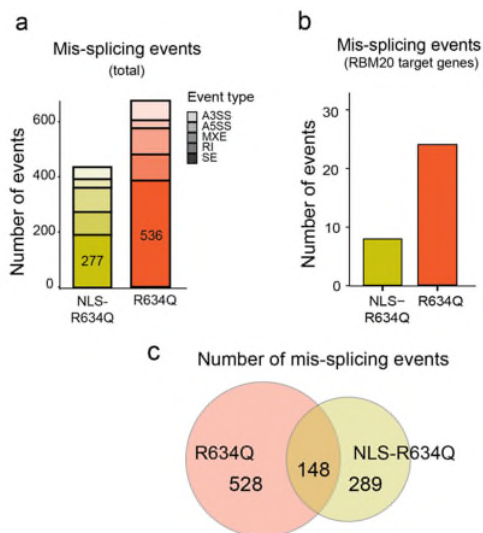 a
Mis-splicing events
(total)
Number of events
600
400
200
0
277
536
NLS-
R634Q
R634Q
Event type
A3SS
A5SS
MXE
RI
SE
b
Mis-splicing events
(RBM20 target genes)
Number of events
30
20
10
0
NLS-
R634Q
R634Q
c
Number of mis-splicing events
R634Q
528
148
NLS-R634Q
289